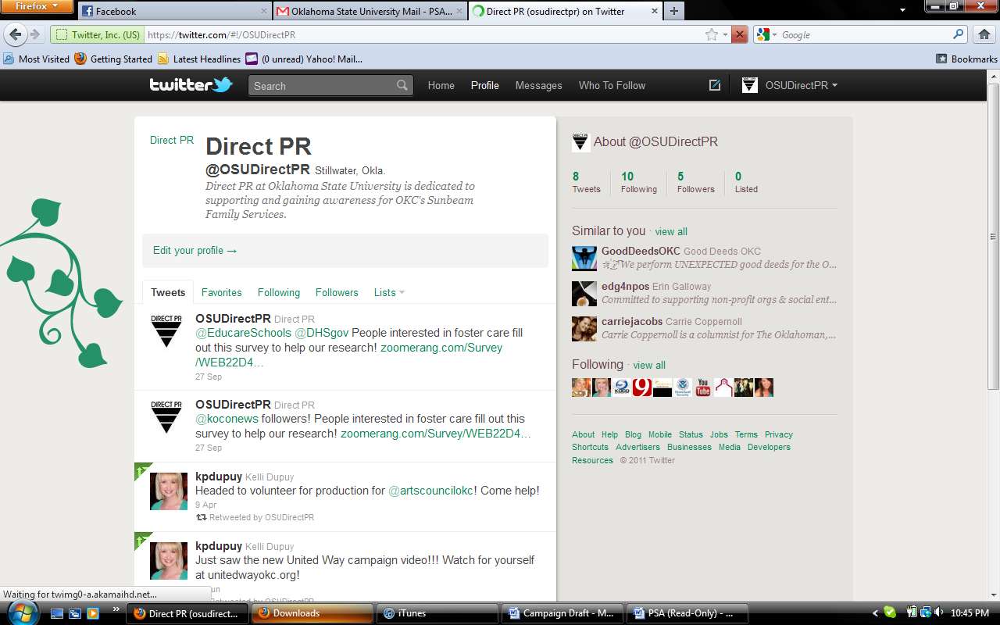 Firefox
Facebook
Oklahoma State University Mail - PSA...
Direct PR (osudirectpr) on Twitter
Twitter, Inc. (US)
https://twitter.com/#!/OSUDirectPR
Google
Most Visited
Getting Started
Latest Headlines
(0 unread) Yahoo! Mail...
Bookmarks
twitter
Search
Home
Profile
Messages
Who To Follow
OSUDirectPR
Direct PR
Direct PR
@OSUDirectPR Stillwater, Okla.
Direct PR at Oklahoma State University is dedicated to
supporting and gaining awareness for OKC's Sunbeam
Family Services.
Edit your profile →
Tweets
Favorites
Following
Followers
Lists
DIRECT PR
OSUDirectPR Direct PR
@EducareSchools @DHSgov People interested in foster care fill
out this survey to help our research! zoomerang.com/Survey
/WEB22D4…
27 Sep
DIRECT PR
OSUDirectPR Direct PR
@koconews followers! People interested in foster care fill out this
survey to help our research! zoomerang.com/Survey/WEB22D4…
27 Sep
kpdupuy Kelli Dupuy
Headed to volunteer for production for @artscouncilokc! Come help!
9 Apr
Retweeted by OSUDirectPR
kpdupuy Kelli Dupuy
Just saw the new United Way campaign video!!! Watch for yourself
at unitedwayokc.org!
Retweeted by OSUDirectPR
About @OSUDirectPR
8
Tweets
10
Following
5
Followers
0
Listed
Similar to you · view all
GoodDeedsOKC Good Deeds OKC
We perform UNEXPECTED good deeds for the O...
edg4npos Erin Galloway
Committed to supporting non-profit orgs & social ent...
carriejacobs Carrie Coppernoll
Carrie Coppernoll is a columnist for The Oklahoman,...
Following · view all
9
You
Tube
About Help Blog Mobile Status Jobs Terms Privacy
Shortcuts Advertisers Businesses Media Developers
Resources © 2011 Twitter
Waiting for twimg0-a.akamaihd.net...
Direct PR (osudirect...
Downloads
iTunes
Campaign Draft - M...
PSA (Read-Only) - ...
10:45 PM